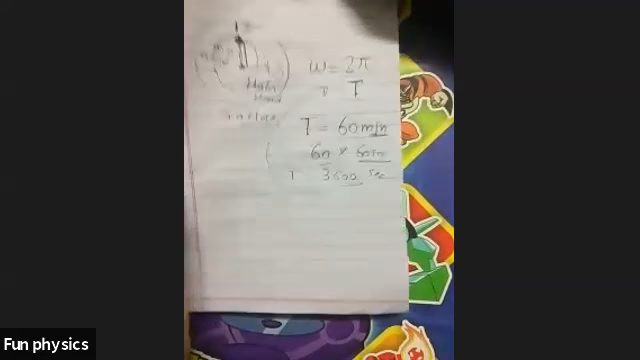 Hour
Hand
ω = 2π
T
T = 60 min
60 × 60
3600 sec
Fun physics